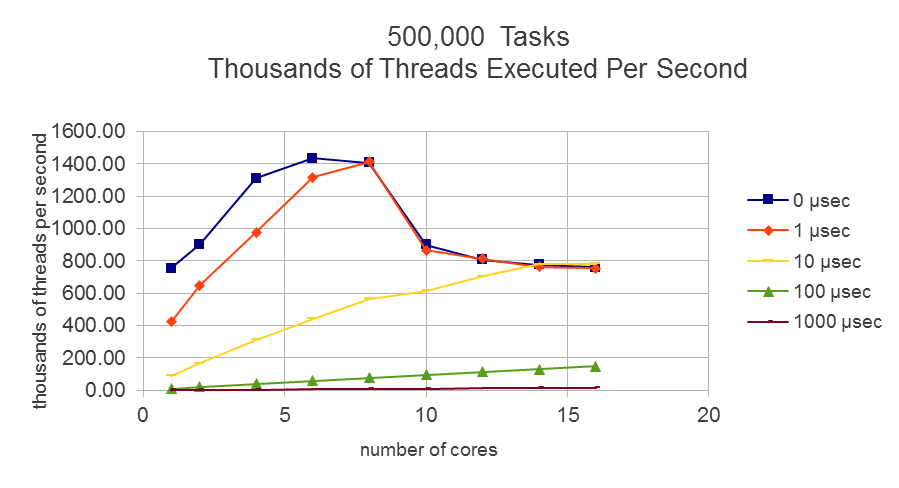 500,000 Tasks
Thousands of Threads Executed Per Second
thousands of threads per second
1600.00
1400.00
1200.00
1000.00
800.00
600.00
400.00
200.00
0.00
0
5
10
15
20
number of cores
0 µsec
1 µsec
10 µsec
100 µsec
1000 µsec